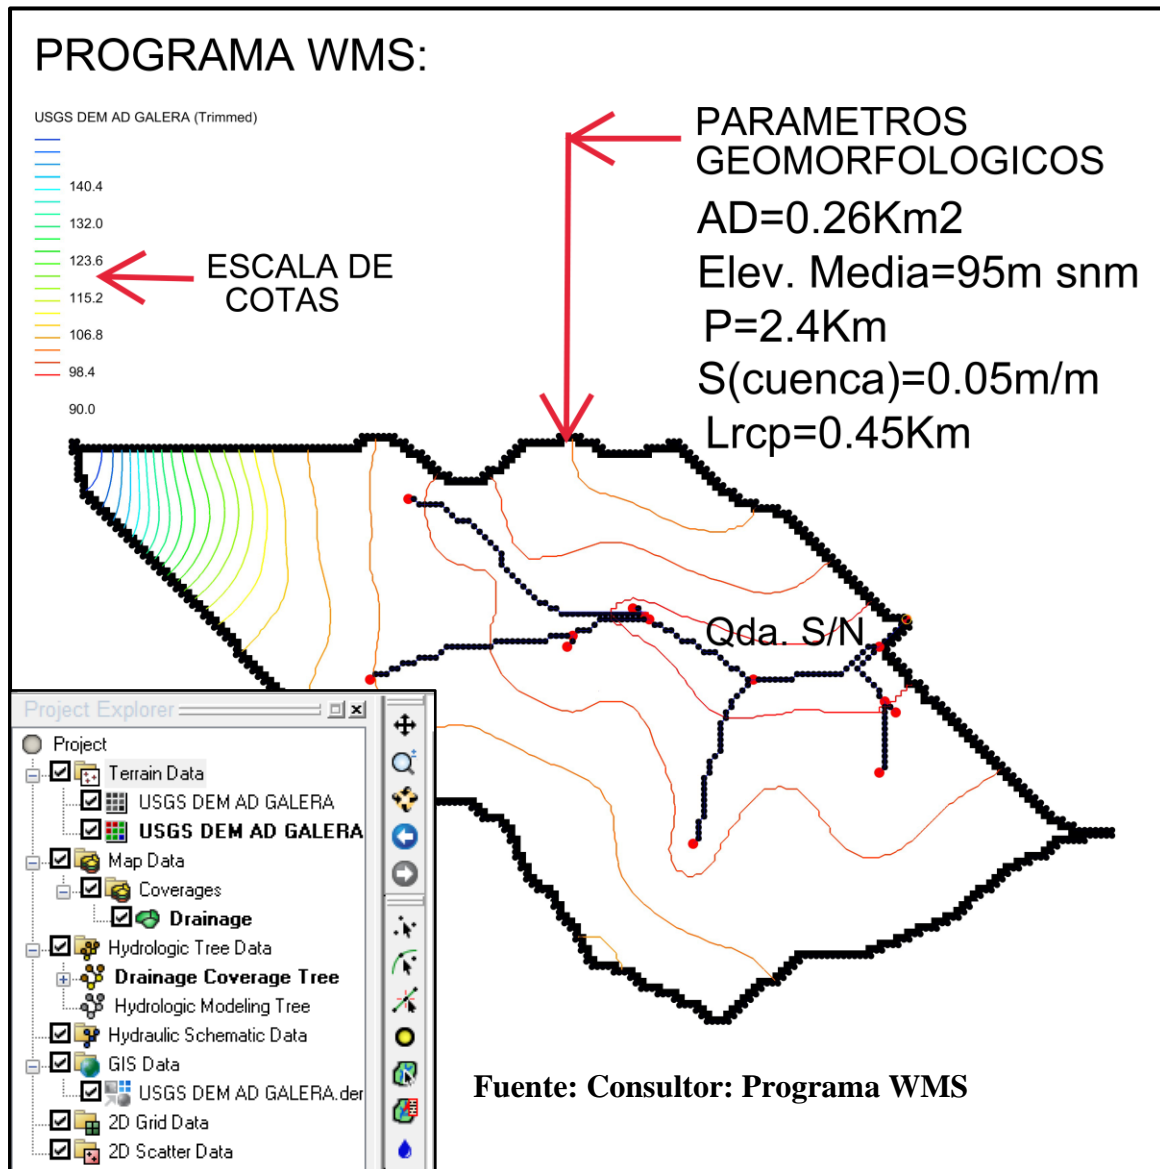 PROGRAMA WMS:
USGS DEM AD GALERA (Trimmed)
140.4
132.0
123.6
115.2
106.8
98.4
90.0
ESCALA DE
COTAS
PARAMETROS
GEOMORFOLOGICOS
AD=0.26Km2
Elev. Media=95m snm
P=2.4Km
S(cuenca)=0.05m/m
Lrcp=0.45Km
Qda. S/N
Project Explorer
Project
Terrain Data
USGS DEM AD GALERA
USGS DEM AD GALERA
Map Data
Coverages
Drainage
Hydrologic Tree Data
Drainage Coverage Tree
Hydrologic Modeling Tree
Hydraulic Schematic Data
GIS Data
USGS DEM AD GALERA.der
2D Grid Data
2D Scatter Data
Fuente: Consultor: Programa WMS